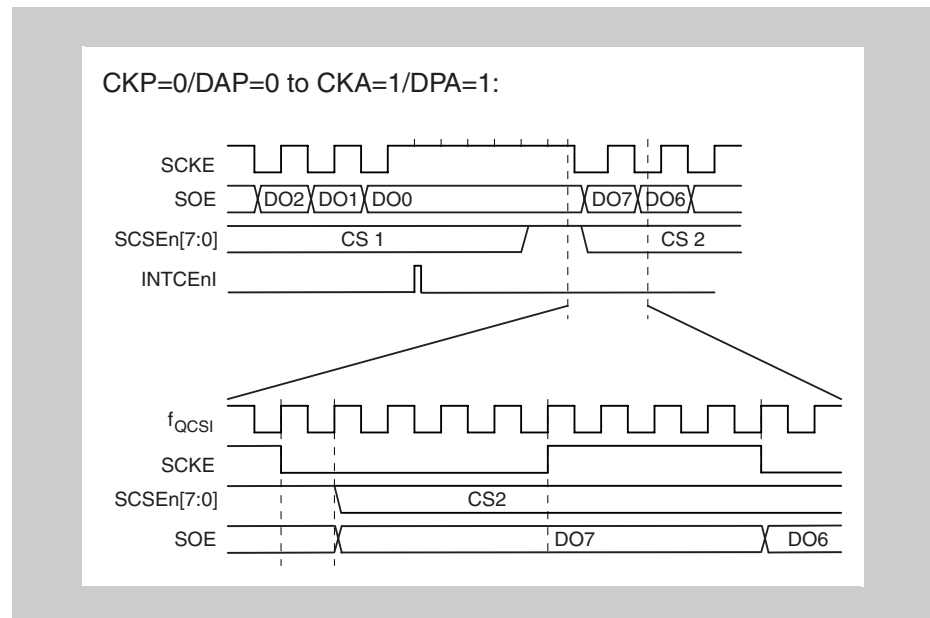 CKP=0/DAP=0 to CKA=1/DPA=1:
SCKE
SOE DO2 DO1 DO0 DO7 DO6
SCSEn[7:0] CS 1 CS 2
INTCEnI
fQCSI
SCKE
SCSEn[7:0] CS2
SOE DO7 DO6